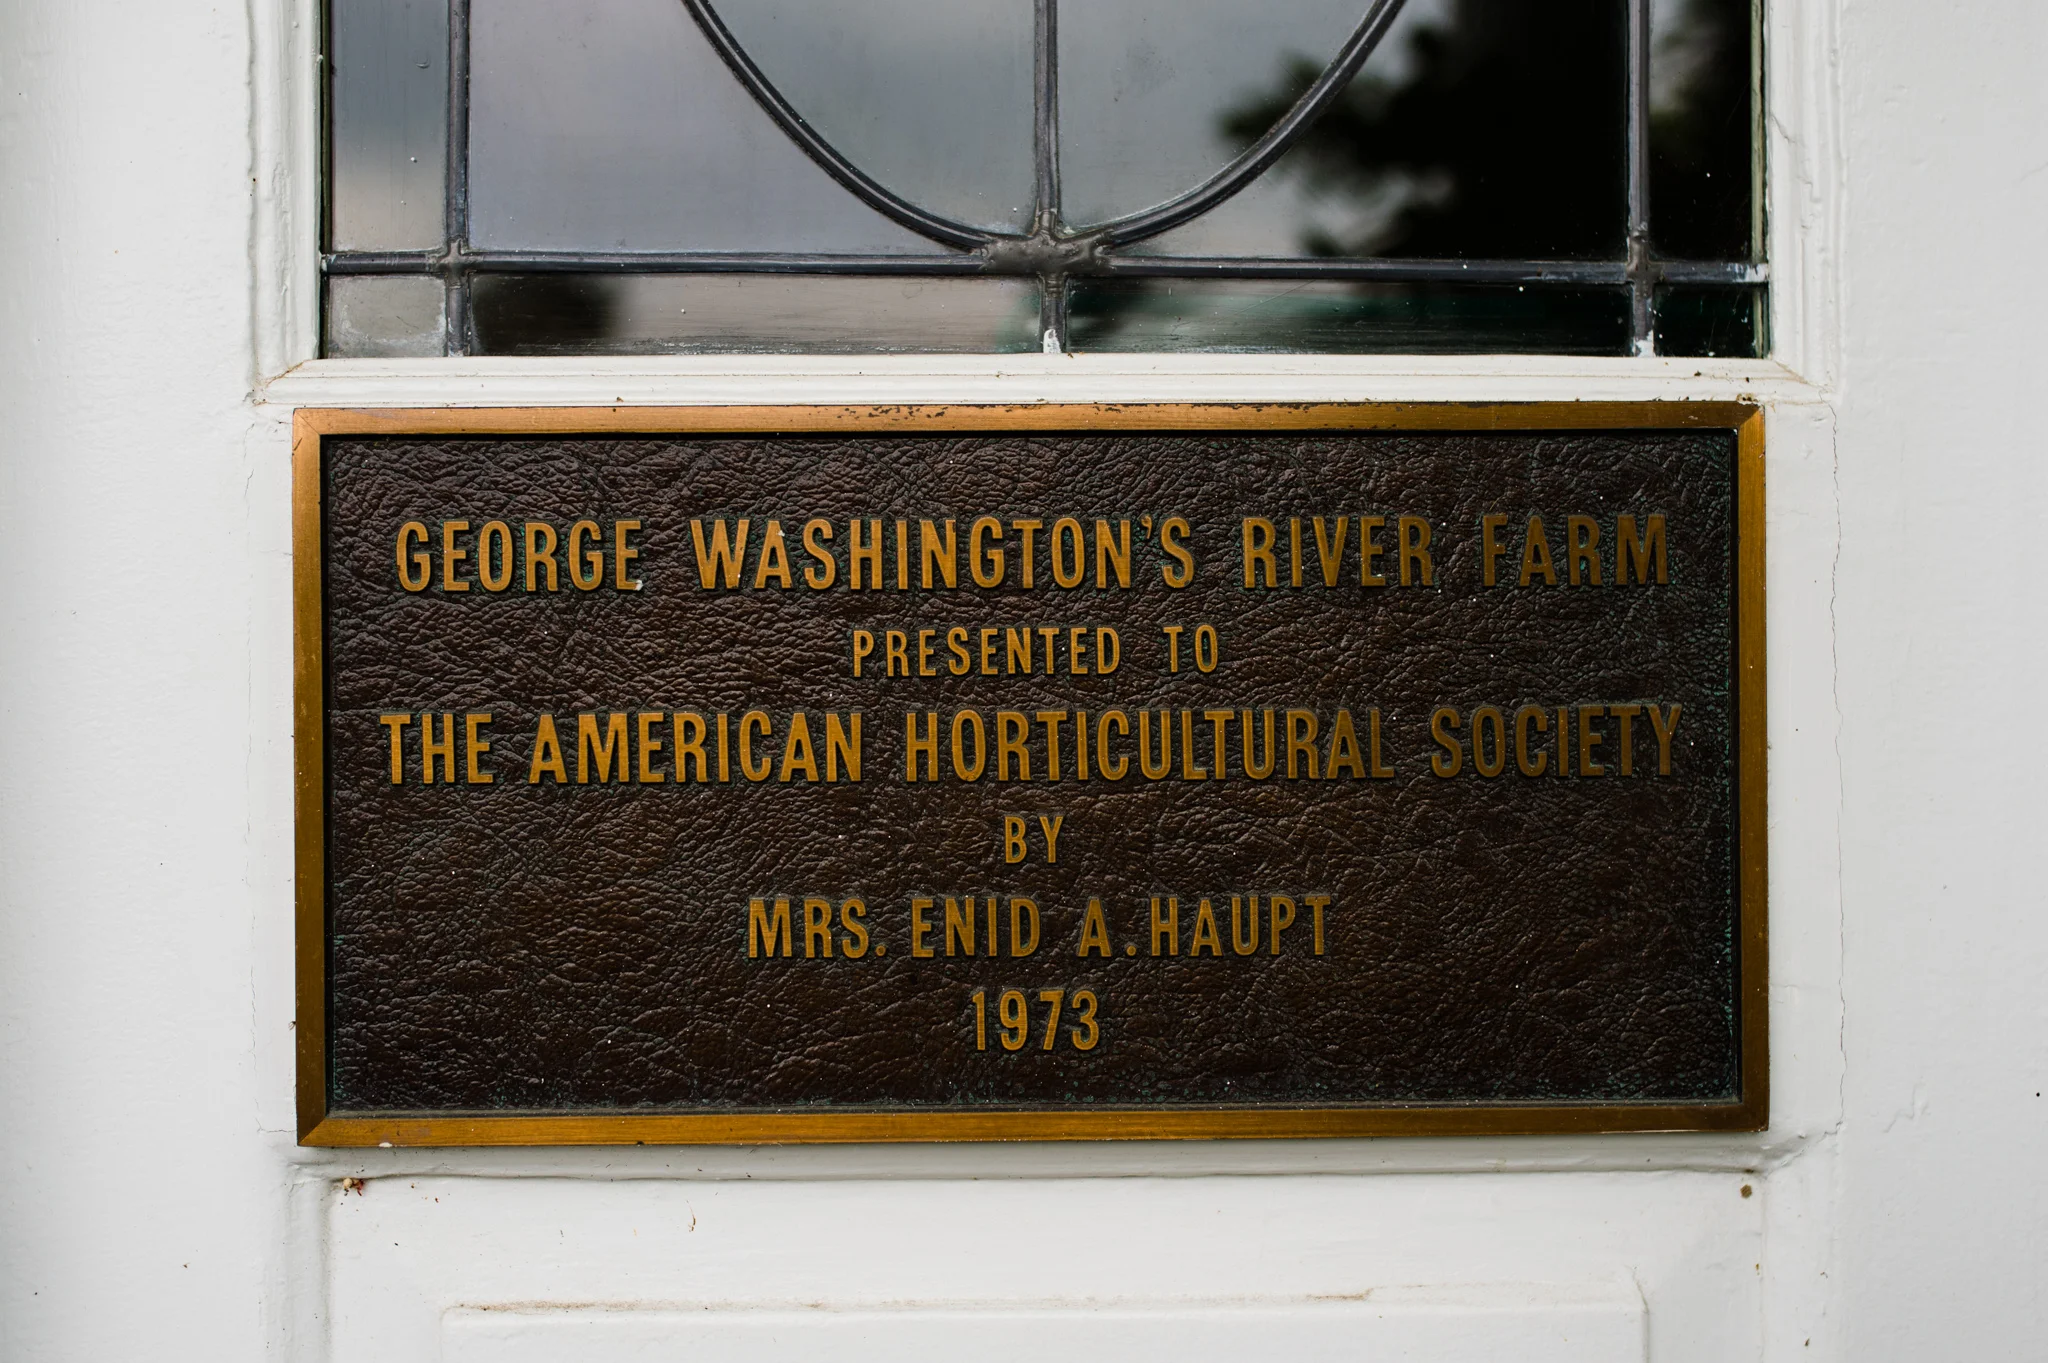 GEORGE WASHINGTON'S RIVER FARM
PRESENTED TO
THE AMERICAN HORTICULTURAL SOCIETY
BY
MRS. ENID A. HAUPT
1973